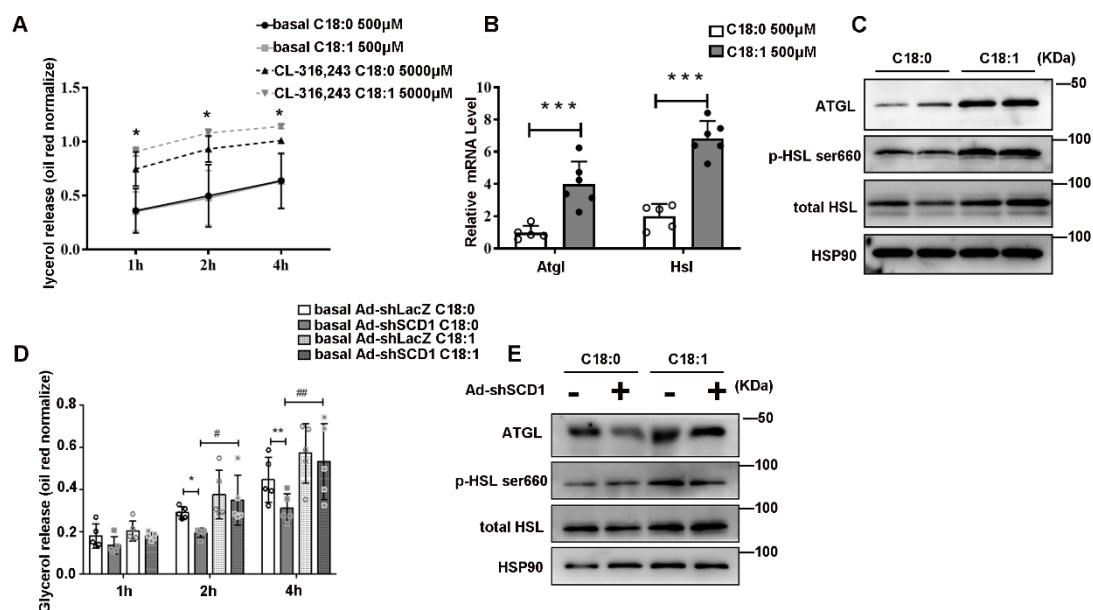 A
basal C18:0 500μM
basal C18:1 500μM
CL-316,243 C18:0 5000μM
CL-316,243 C18:1 5000μM
lycerol release (oil red normalize)
1.5
1.0
0.5
0.0
*
*
*
1h
2h
4h
B
C18:0 500μM
C18:1 500μM
Relative mRNA Level
10
8
6
4
2
0
***
***
Atgl
Hsl
C
C18:0 C18:1 (KDa)
50
ATGL
100
p-HSL ser660
100
total HSL
100
HSP90
D
basal Ad-shLacZ C18:0
basal Ad-shSCD1 C18:0
basal Ad-shLacZ C18:1
basal Ad-shSCD1 C18:1
Glycerol release (oil red normalize)
0.8
0.6
0.4
0.2
0.0
*
#
**
##
1h
2h
4h
E
C18:0 C18:1
Ad-shSCD1 - + - + (KDa)
50
ATGL
100
p-HSL ser660
100
total HSL
100
HSP90